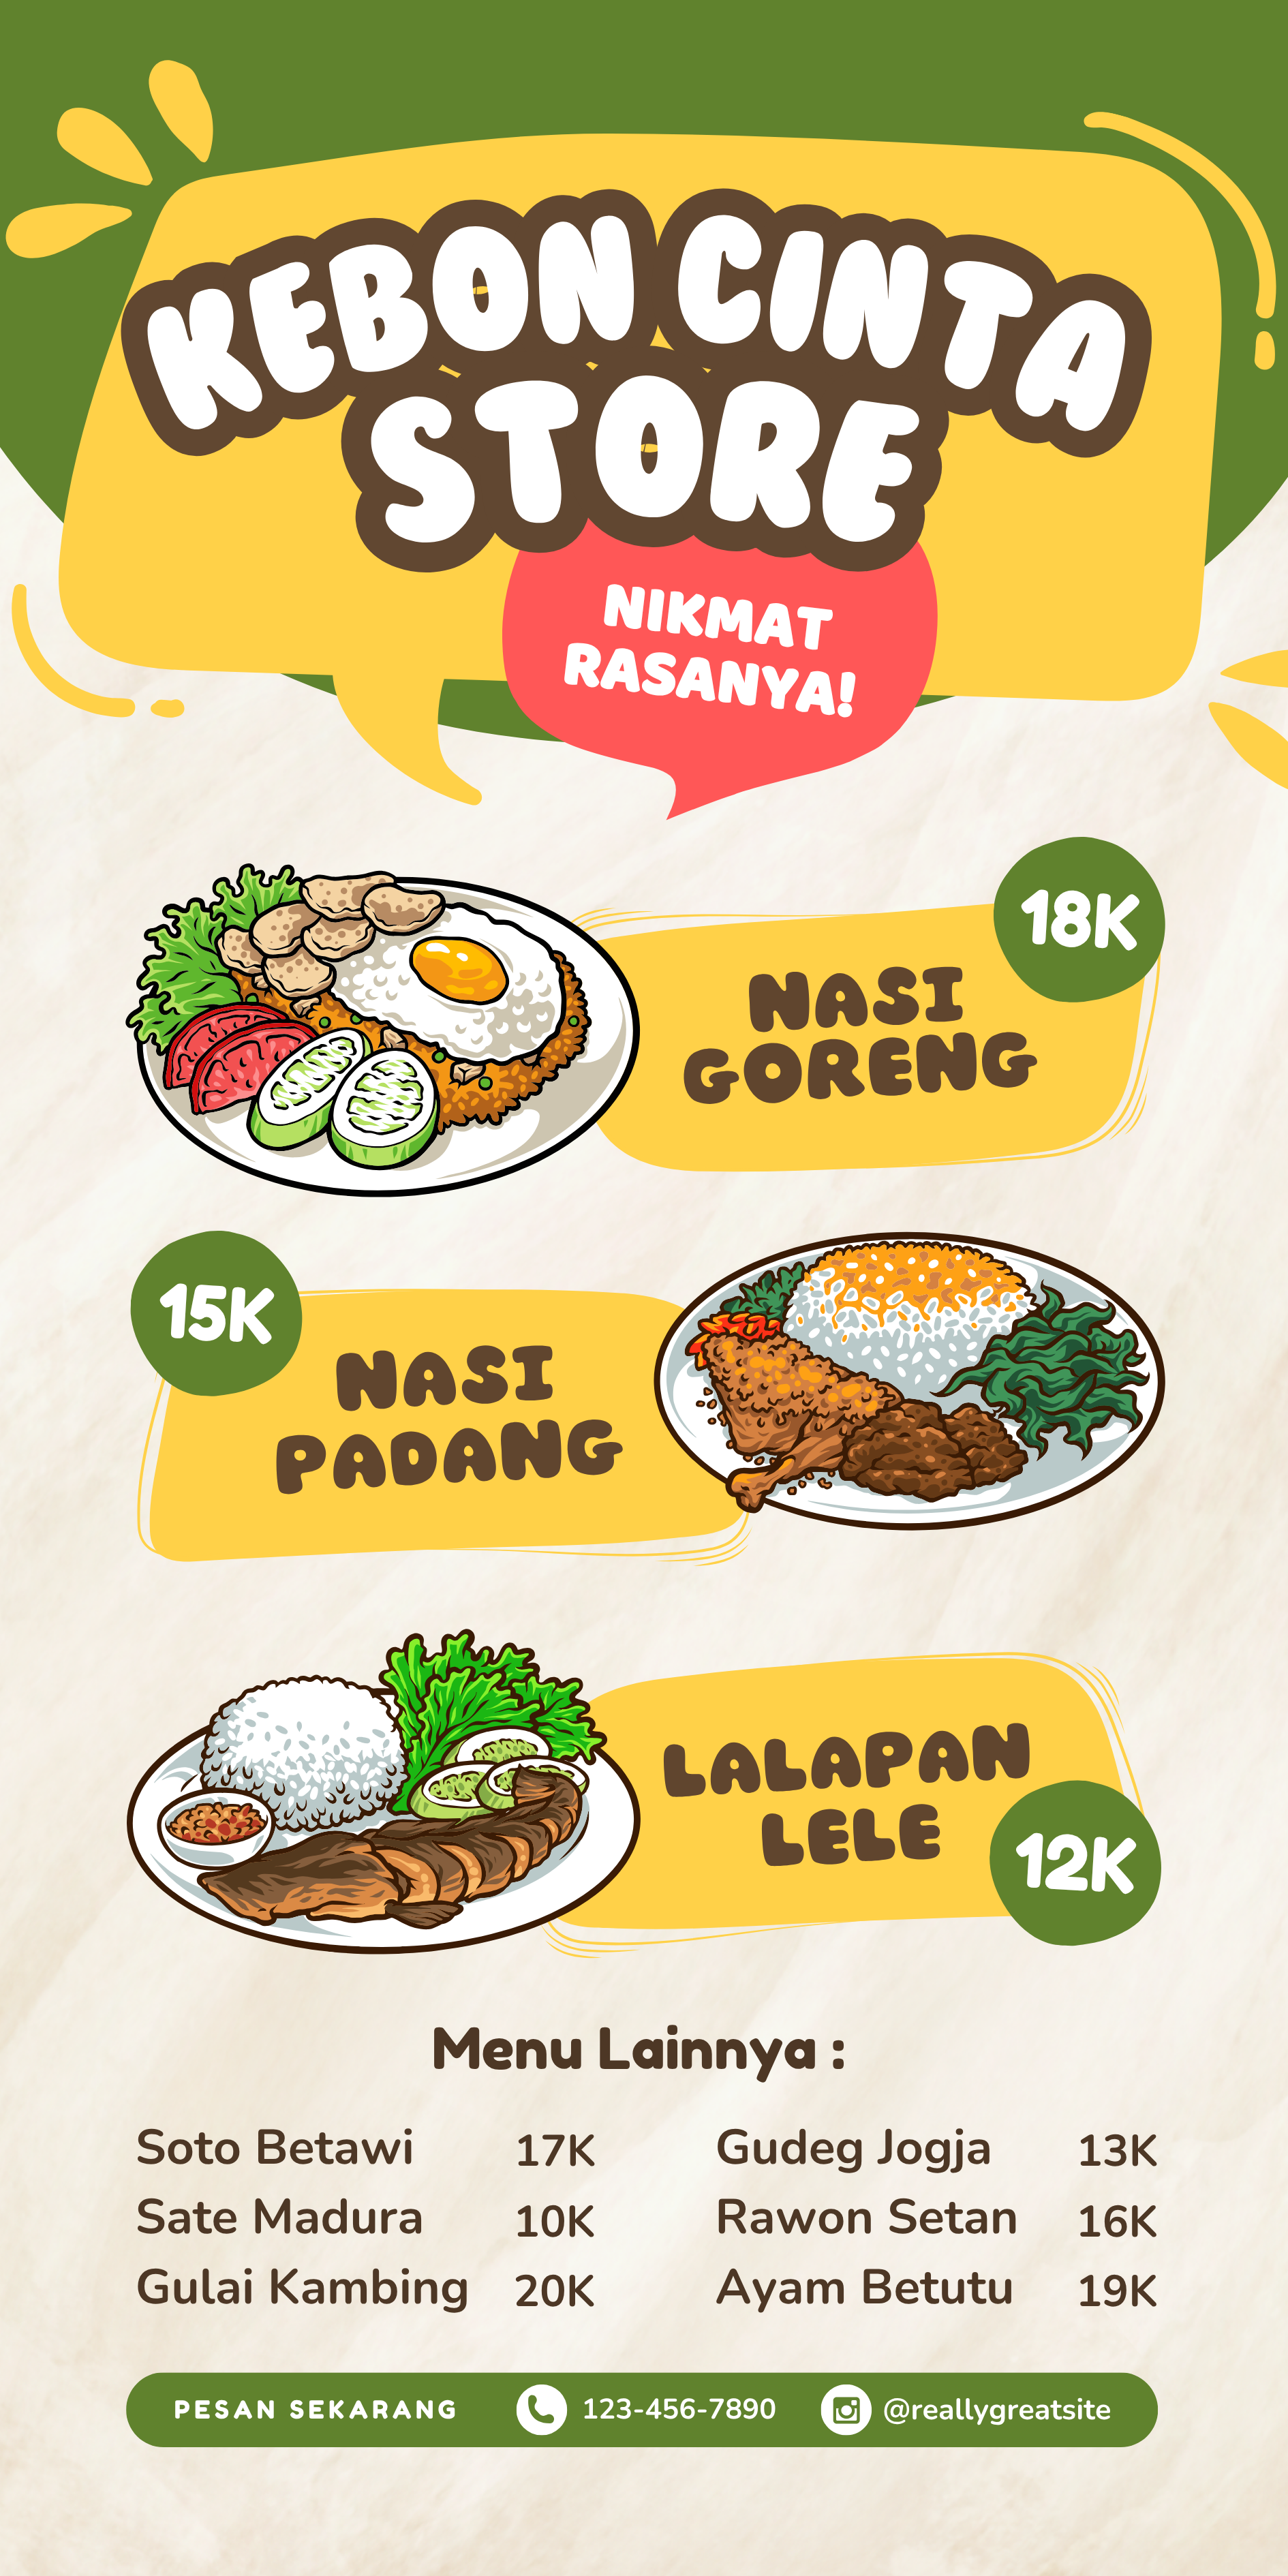 KEBON CINTA
STORE
NIKMAT
RASANYA!
18K
NASI
GORENG
15K
NASI
PADANG
LALAPAN
LELE
12K
Menu Lainnya :
Soto Betawi 17K
Sate Madura 10K
Gulai Kambing 20K
Gudeg Jogja 13K
Rawon Setan 16K
Ayam Betutu 19K
PESAN SEKARANG 123-456-7890 @reallygreatsite